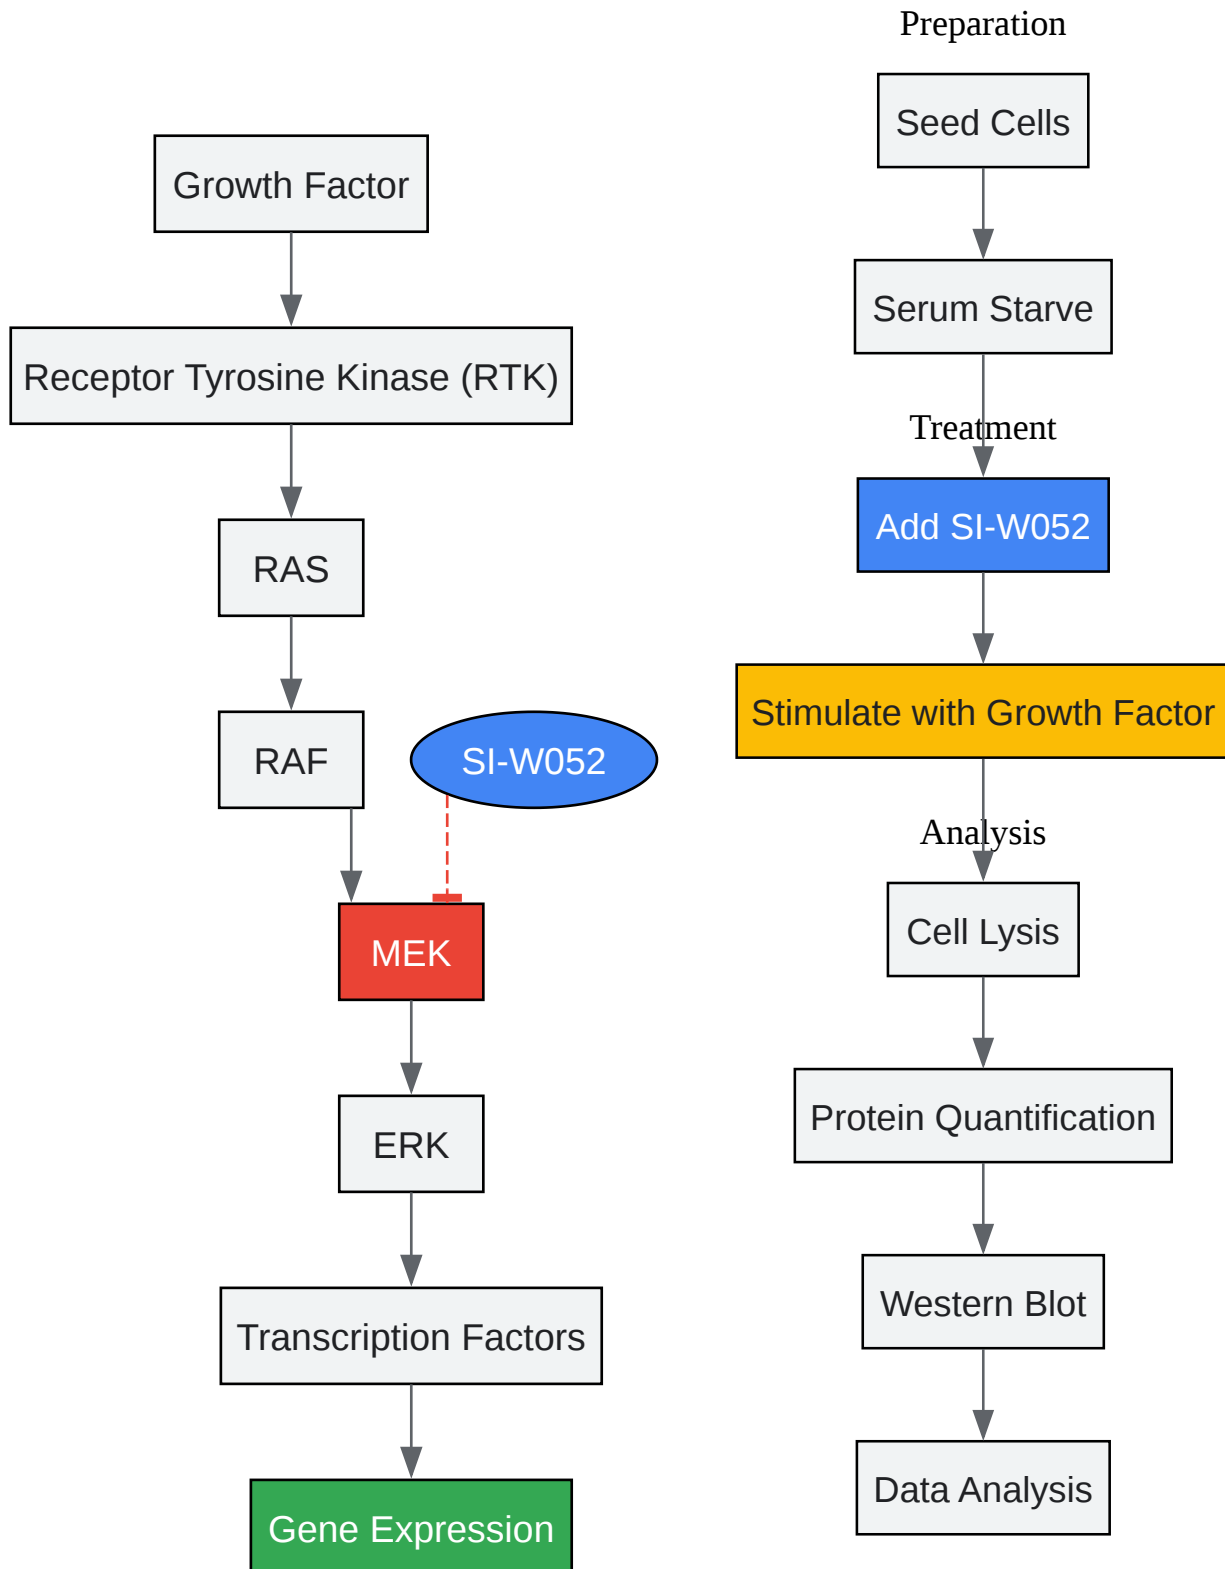 Growth Factor
Receptor Tyrosine Kinase (RTK)
RAS
RAF
SI-W052
MEK
ERK
Transcription Factors
Gene Expression
Preparation
Seed Cells
Serum Starve
Treatment
Add SI-W052
Stimulate with Growth Factor
Analysis
Cell Lysis
Protein Quantification
Western Blot
Data Analysis